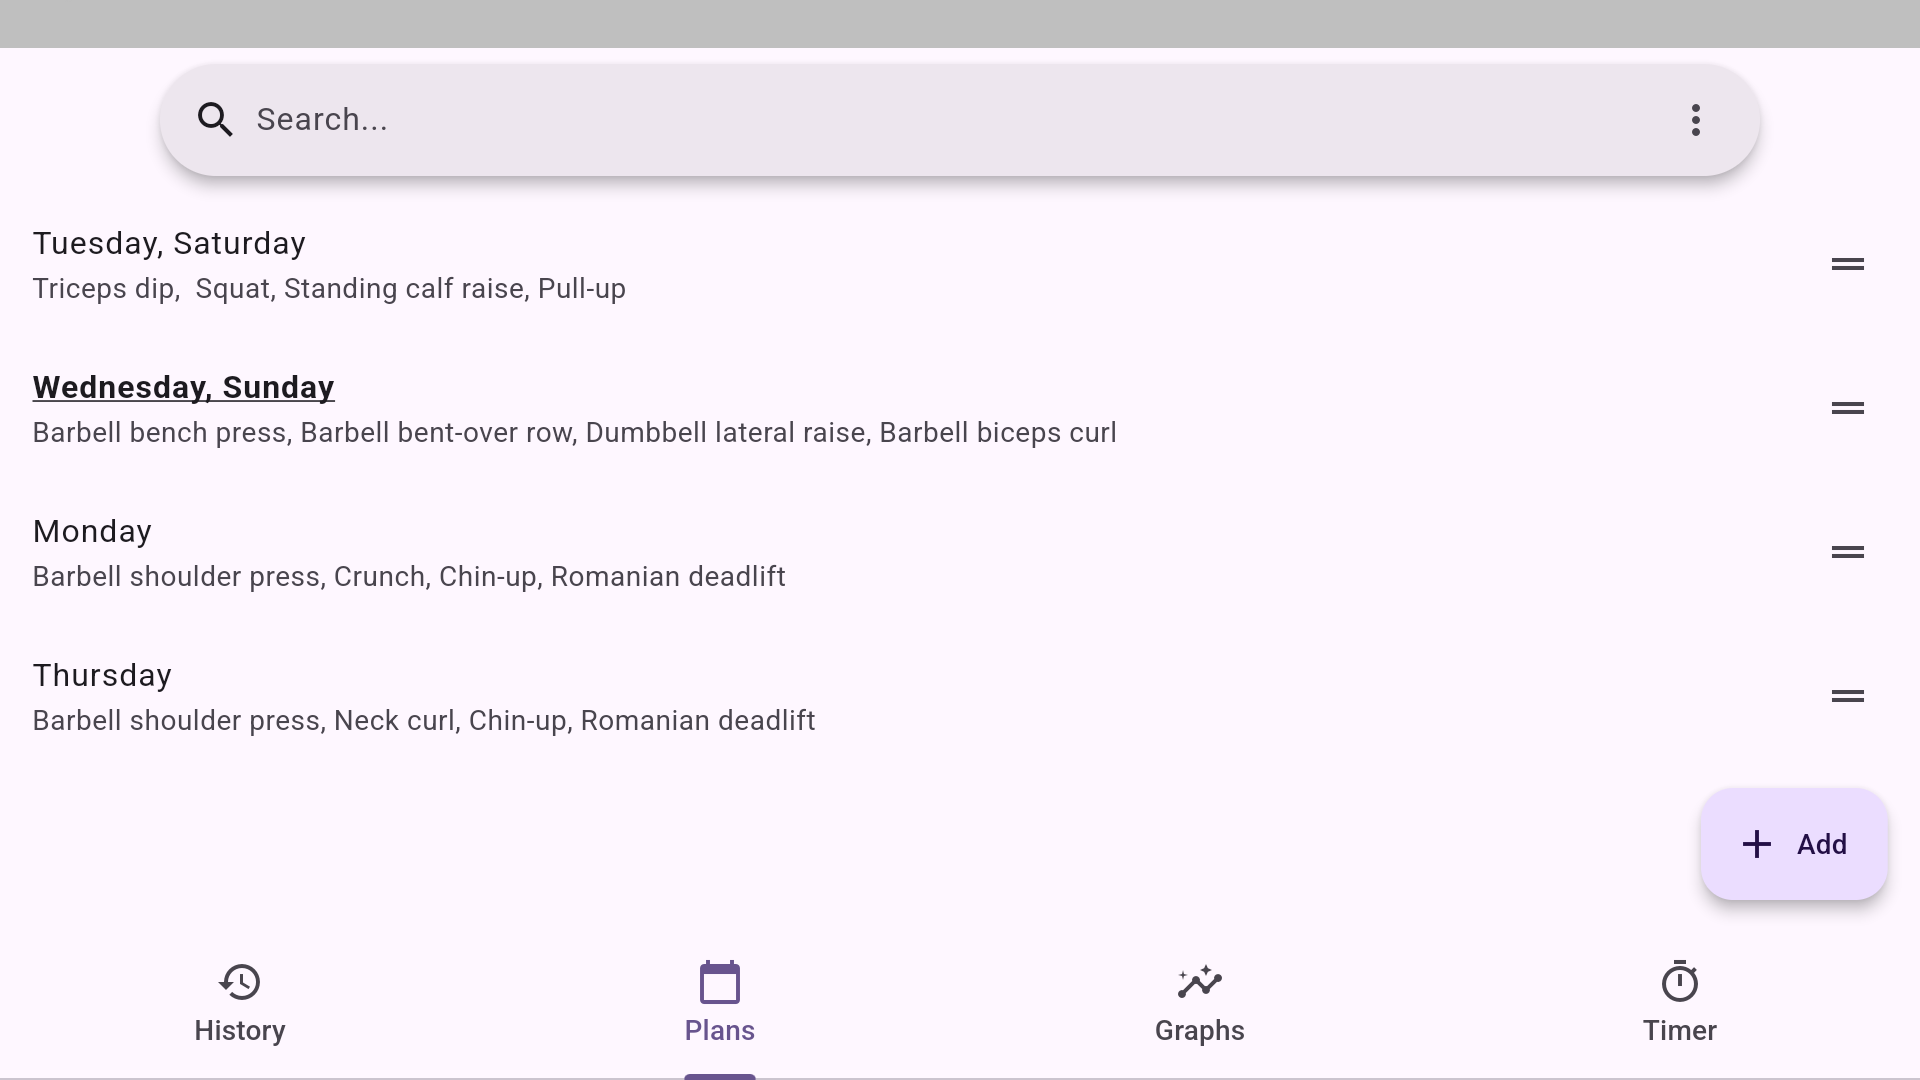 Search...
Tuesday, Saturday
Triceps dip,  Squat, Standing calf raise, Pull-up
Wednesday, Sunday
Barbell bench press, Barbell bent-over row, Dumbbell lateral raise, Barbell biceps curl
Monday
Barbell shoulder press, Crunch, Chin-up, Romanian deadlift
Thursday
Barbell shoulder press, Neck curl, Chin-up, Romanian deadlift
Add
History
Plans
Graphs
Timer